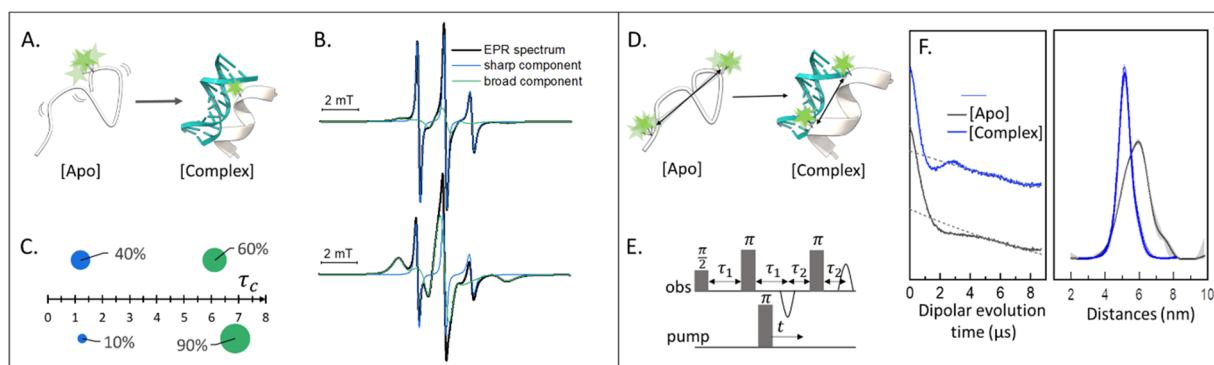 A.
[Apo]
[Complex]
B.
EPR spectrum
sharp component
broad component
2 mT
2 mT
C.
40%
60%
τc
0 1 2 3 4 5 6 7 8
10%
90%
D.
[Apo]
[Complex]
E.
π/2
π
π
τ1
τ1
τ2
τ2
obs
π
t
pump
F.
[Apo]
[Complex]
0 2 4 6 8
Dipolar evolution
time (μs)
2 4 6 8 10
Distances (nm)